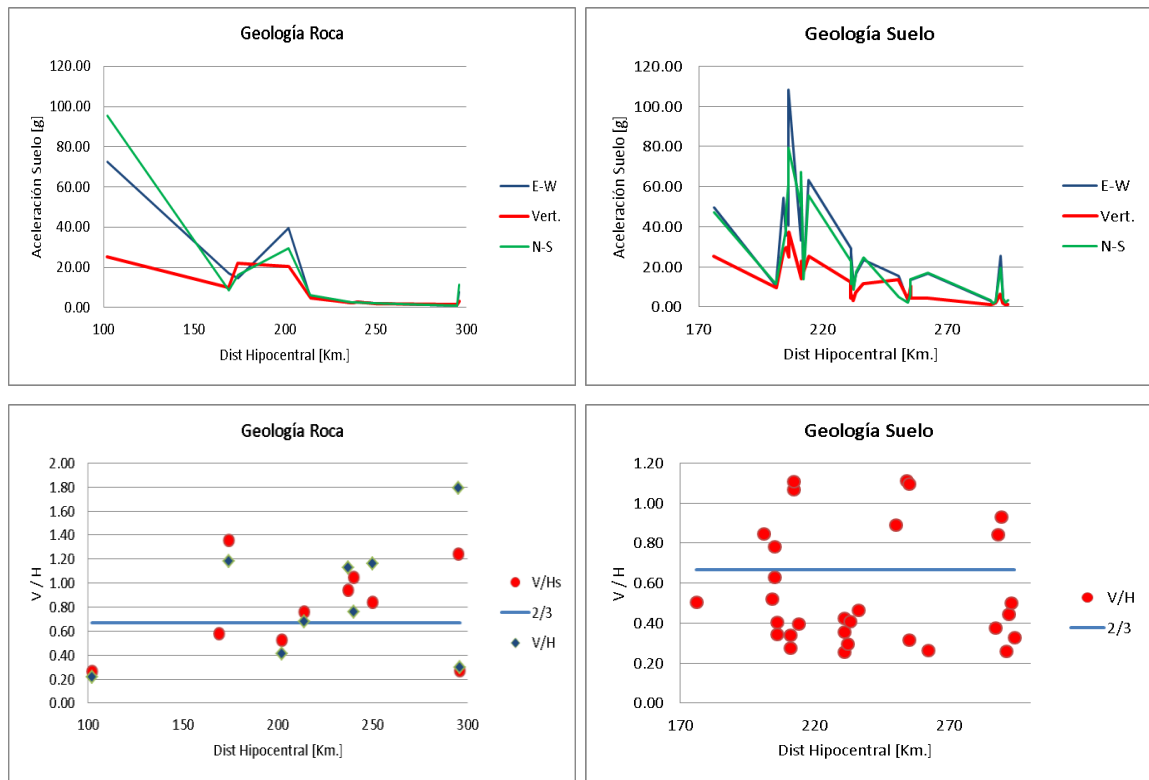 Geología Roca
Aceleración Suelo [g]
120.00
100.00
80.00
60.00
40.00
20.00
0.00
100 150 200 250 300
Dist Hipocentral [Km.]
E-W
Vert.
N-S
Geología Suelo
Aceleración Suelo [g]
120.00
100.00
80.00
60.00
40.00
20.00
0.00
170 220 270
Dist Hipocentral [Km.]
E-W
Vert.
N-S
Geología Roca
V / H
2.00
1.80
1.60
1.40
1.20
1.00
0.80
0.60
0.40
0.20
0.00
100 150 200 250 300
Dist Hipocentral [Km.]
V/Hs
2/3
V/H
Geología Suelo
V / H
1.20
1.00
0.80
0.60
0.40
0.20
0.00
170 220 270
Dist Hipocentral [Km.]
V/H
2/3